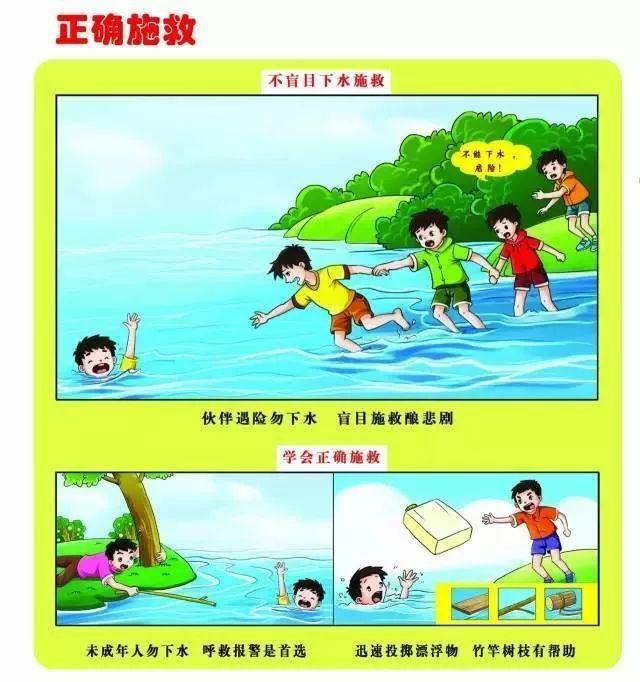 正确施救
不盲目下水施救
不能下水，
危险！
伙伴遇险勿下水 盲目施救酿悲剧
学会正确施救
未成年人勿下水 呼救报警是首选
迅速投掷漂浮物 竹竿树枝有帮助